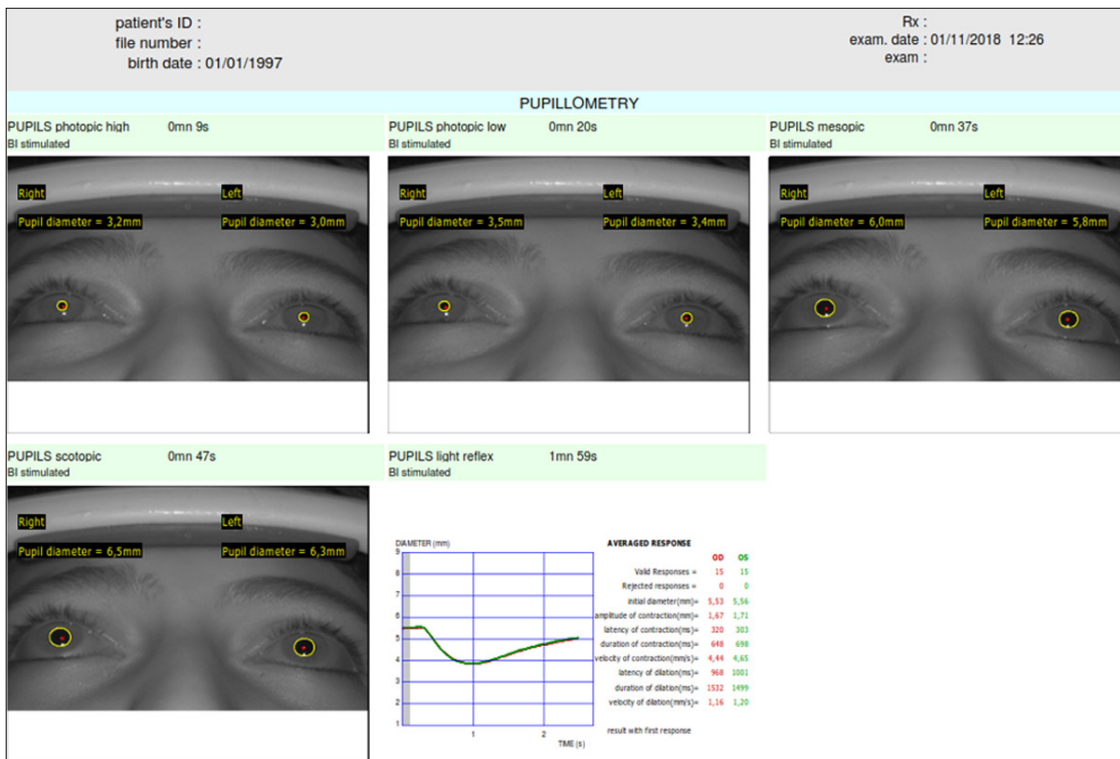 patient's ID :
file number :
birth date : 01/01/1997
Rx :
exam. date : 01/11/2018 12:26
exam :
PUPILLOMETRY
PUPILS photopic high 0mn 9s
BI stimulated
Right Left
Pupil diameter = 3,2mm Pupil diameter = 3,0mm
PUPILS photopic low 0mn 20s
BI stimulated
Right Left
Pupil diameter = 3,5mm Pupil diameter = 3,4mm
PUPILS mesopic 0mn 37s
BI stimulated
Right Left
Pupil diameter = 6,0mm Pupil diameter = 5,8mm
PUPILS scotopic 0mn 47s
BI stimulated
Right Left
Pupil diameter = 6,5mm Pupil diameter = 6,3mm
PUPILS light reflex 1mn 59s
BI stimulated
DIAMETER (mm)
9
8
7
6
5
4
3
2
1
1 2
TIME (s)
AVERAGED RESPONSE
OD OS
Valid Responses = 15 15
Rejected responses = 0 0
initial diameter(mm)= 5,53 5,56
amplitude of contraction(mm)= 1,67 1,71
latency of contraction(ms)= 320 303
duration of contraction(ms)= 648 698
velocity of contraction(mm/s)= 4,44 4,65
latency of dilation(ms)= 968 1001
duration of dilation(ms)= 1532 1499
velocity of dilation(mm/s)= 1,16 1,20
result with first response